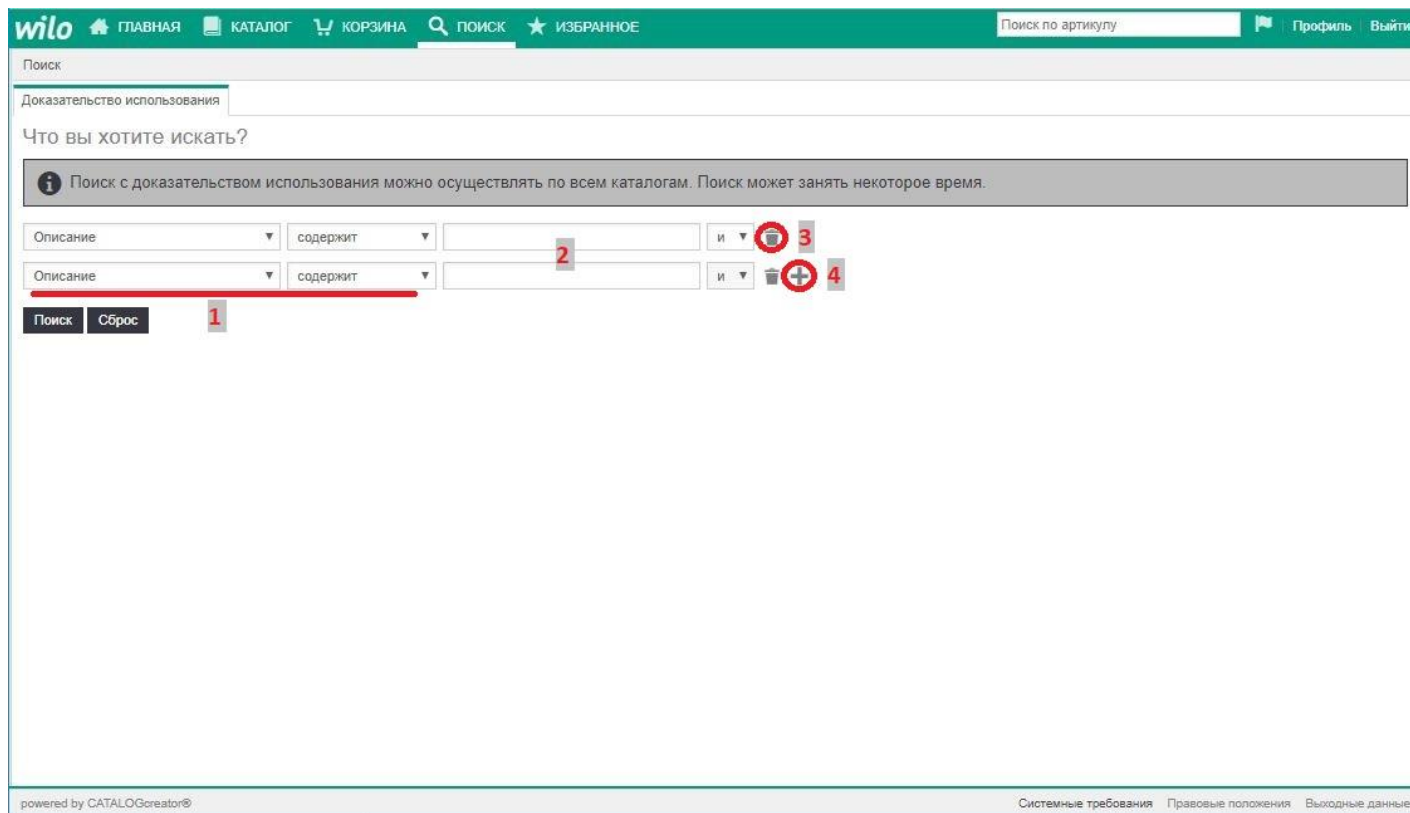 wilo ГЛАВНАЯ КАТАЛОГ КОРЗИНА ПОИСК ИЗБРАННОЕ Поиск по артикулу Профиль Выйти
Поиск
Доказательство использования
Что вы хотите искать?
Поиск с доказательством использования можно осуществлять по всем каталогам. Поиск может занять некоторое время.
Описание содержит и 3
2
Описание содержит и 4
Поиск Сброс 1
powered by CATALOGcreator® Системные требования Правовые положения Выходные данные